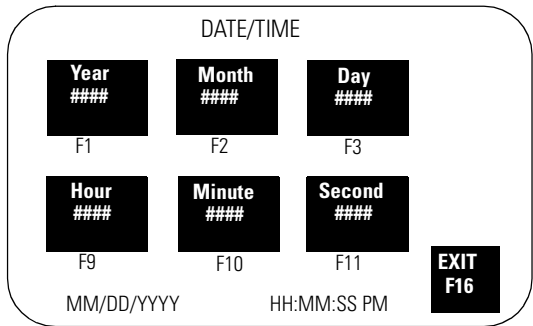 DATE/TIME
Year Month Day
#### #### ####
F1 F2 F3
Hour Minute Second
#### #### ####
F9 F10 F11
EXIT
F16
MM/DD/YYYY HH:MM:SS PM